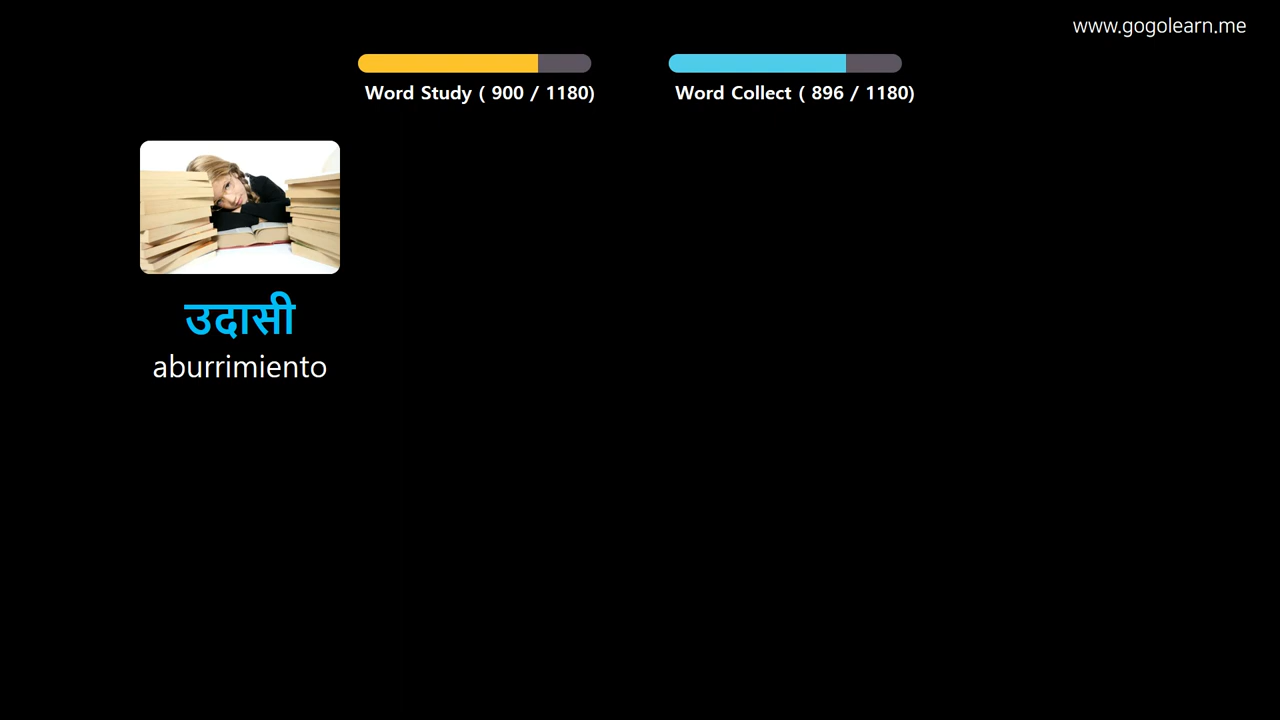 www.gogolearn.me
Word Study ( 900 / 1180)
Word Collect ( 896 / 1180)
उदासी
aburrimiento